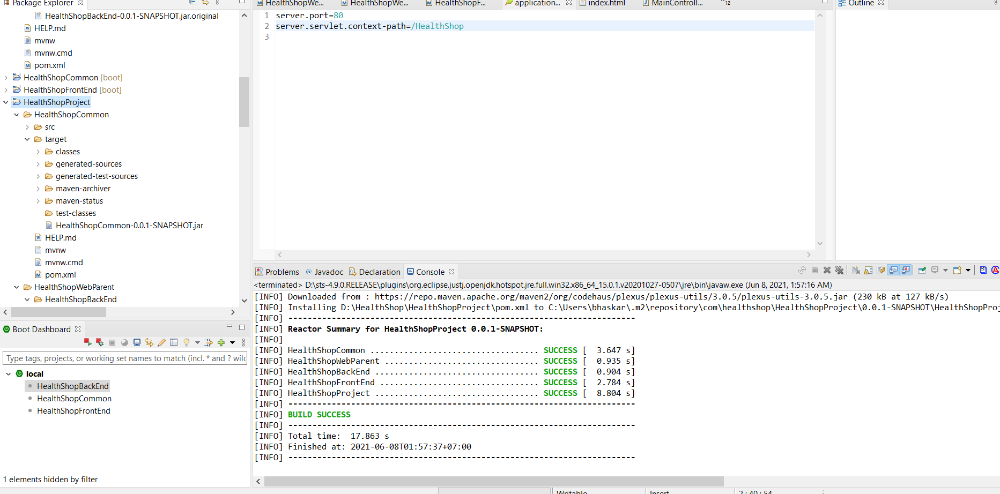 Package Explorer
HealthShopBackEnd-0.0.1-SNAPSHOT.jar.original
HELP.md
mvnw
mvnw.cmd
pom.xml
HealthShopCommon [boot]
HealthShopFrontEnd [boot]
HealthShopProject
HealthShopCommon
src
target
classes
generated-sources
generated-test-sources
maven-archiver
maven-status
test-classes
HealthShopCommon-0.0.1-SNAPSHOT.jar
HELP.md
mvnw
mvnw.cmd
pom.xml
HealthShopWebParent
HealthShopBackEnd
Boot Dashboard
Type tags, projects, or working set names to match (incl. * and ? wilc
local
HealthShopBackEnd
HealthShopCommon
HealthShopFrontEnd
1 elements hidden by filter
HealthShopWe... HealthShopWe... HealthShopF... application... index.html MainControll... "12
1 server.port=80
2 server.servlet.context-path=/HealthShop
3
Outline
Problems @ Javadoc Declaration Console
<terminated> D:\sts-4.9.0.RELEASE\plugins\org.eclipse.justj.openjdk.hotspot.jre.full.win32.x86_64_15.0.1.v20201027-0507\jre\bin\javaw.exe (Jun 8, 2021, 1:57:16 AM)
[INFO] Downloaded from : https://repo.maven.apache.org/maven2/org/codehaus/plexus/plexus-utils/3.0.5/plexus-utils-3.0.5.jar (230 kB at 127 kB/s)
[INFO] Installing D:\HealthShop\HealthShopProject\pom.xml to C:\Users\bhaskar\.m2\repository\com\healthshop\HealthShopProject\0.0.1-SNAPSHOT\HealthShopProj
[INFO] ------------------------------------------------------------------------
[INFO] Reactor Summary for HealthShopProject 0.0.1-SNAPSHOT:
[INFO]
[INFO] HealthShopCommon ................................... SUCCESS [  3.647 s]
[INFO] HealthShopWebParent ................................ SUCCESS [  0.935 s]
[INFO] HealthShopBackEnd .................................. SUCCESS [  0.904 s]
[INFO] HealthShopFrontEnd ................................. SUCCESS [  2.784 s]
[INFO] HealthShopProject .................................. SUCCESS [  8.804 s]
[INFO] ------------------------------------------------------------------------
[INFO] BUILD SUCCESS
[INFO] ------------------------------------------------------------------------
[INFO] Total time:  17.863 s
[INFO] Finished at: 2021-06-08T01:57:37+07:00
[INFO] ------------------------------------------------------------------------
Writable Insert 2 : 40 : 54